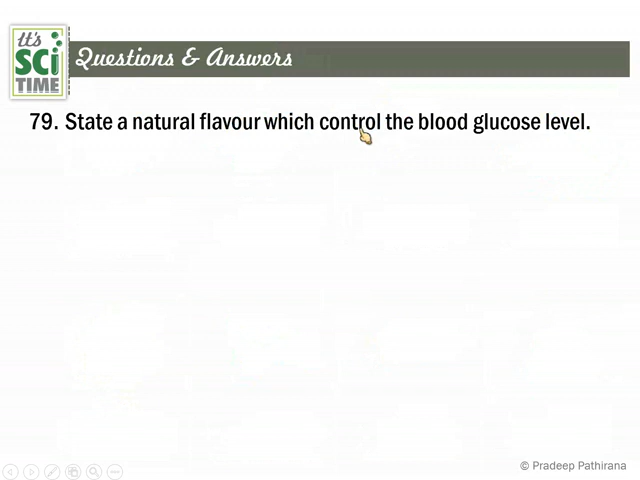 It's
SCi
TIME
Questions & Answers
79. State a natural flavour which control the blood glucose level.
© Pradeep Pathirana